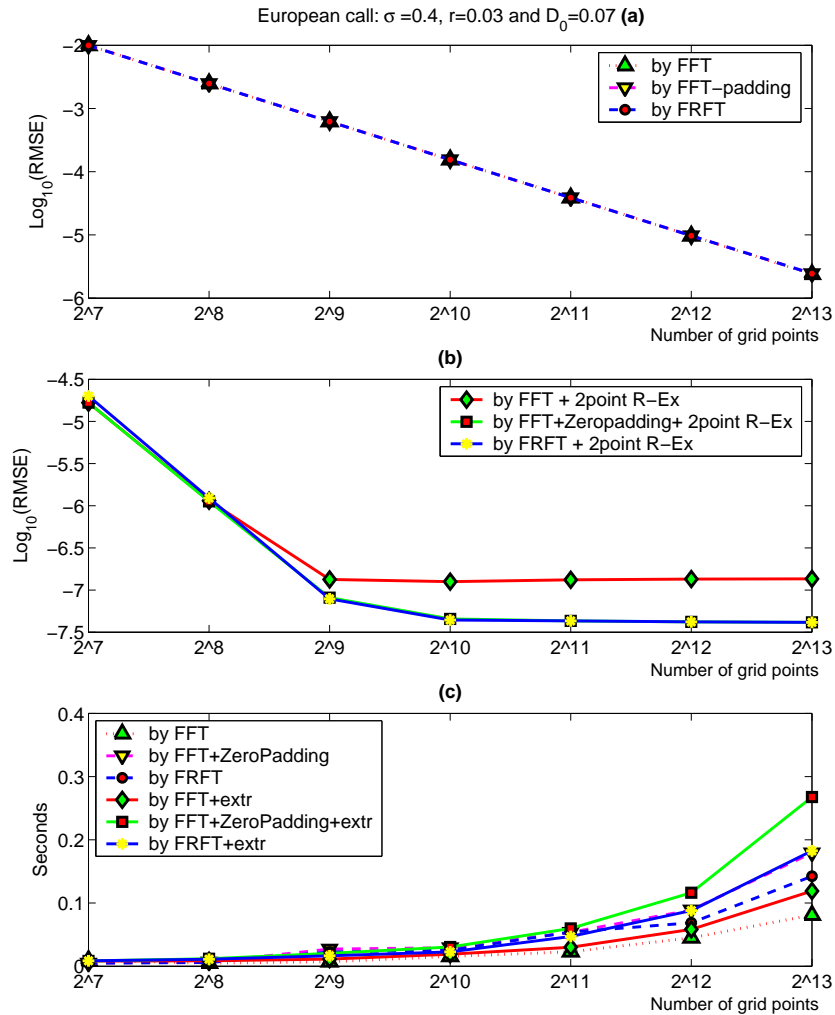 European call: σ =0.4, r=0.03 and D_0=0.07 (a)
−2
−3
−4
−5
−6
Log_10(RMSE)
by FFT
by FFT−padding
by FRFT
2^7 2^8 2^9 2^10 2^11 2^12 2^13
Number of grid points
(b)
−4.5
−5
−5.5
−6
−6.5
−7
−7.5
Log_10(RMSE)
by FFT + 2point R−Ex
by FFT+Zeropadding+ 2point R−Ex
by FRFT + 2point R−Ex
2^7 2^8 2^9 2^10 2^11 2^12 2^13
Number of grid points
(c)
0.4
0.3
0.2
0.1
0
Seconds
by FFT
by FFT+ZeroPadding
by FRFT
by FFT+extr
by FFT+ZeroPadding+extr
by FRFT+extr
2^7 2^8 2^9 2^10 2^11 2^12 2^13
Number of grid points